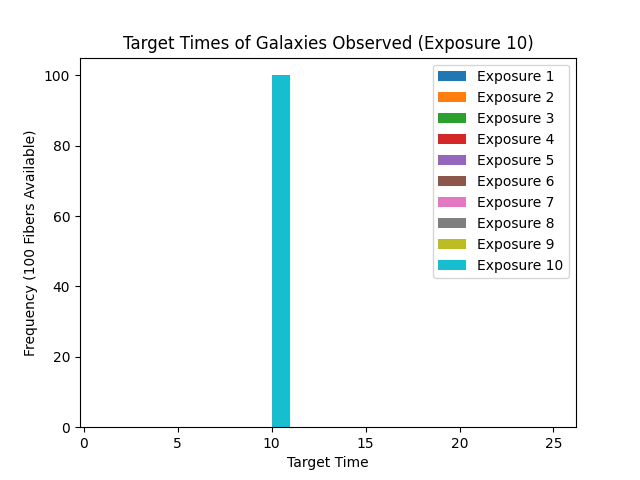 Target Times of Galaxies Observed (Exposure 10)
Frequency (100 Fibers Available)
100
80
60
40
20
0
Exposure 1
Exposure 2
Exposure 3
Exposure 4
Exposure 5
Exposure 6
Exposure 7
Exposure 8
Exposure 9
Exposure 10
0 5 10 15 20 25
Target Time